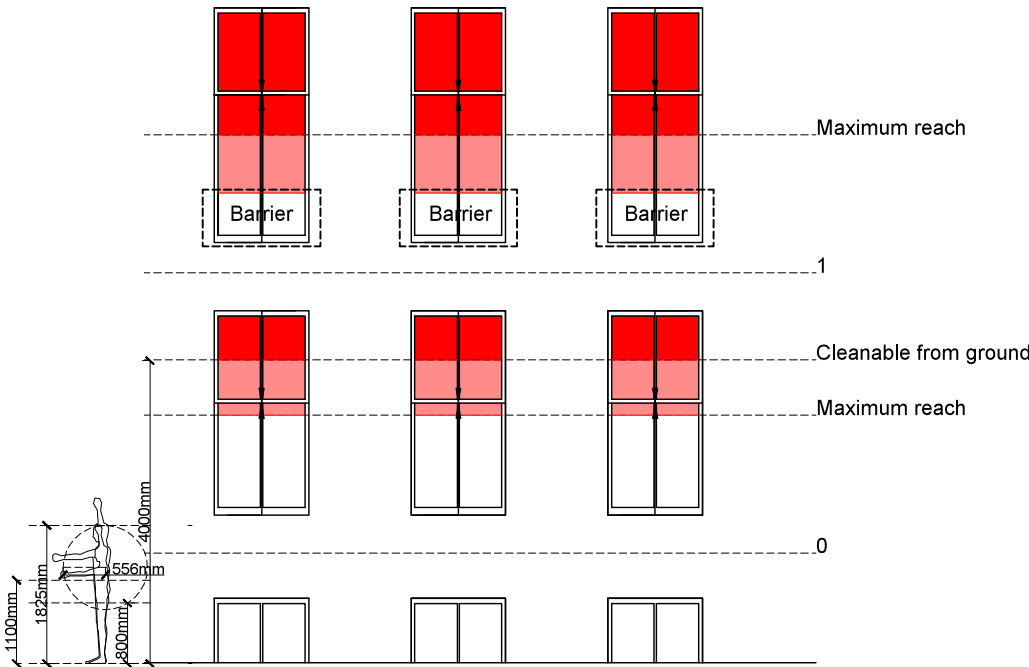 Maximum reach
Barrier
Barrier
Barrier
1
Cleanable from ground
Maximum reach
4000mm
0
556mm
1825mm
1100mm
800mm